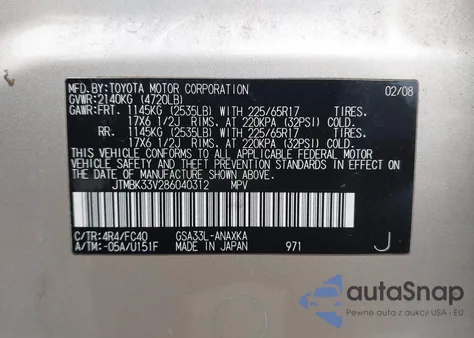 MFD.BY:TOYOTA MOTOR CORPORATION 02/08
GVWR:2140KG (4720LB)
GAWR:FRT. 1145KG (2535LB) WITH 225/65R17 TIRES.
17X6 1/2J RIMS. AT 220KPA (32PSI) COLD.
RR. 1145KG (2535LB) WITH 225/65R17 TIRES.
17X6 1/2J RIMS. AT 220KPA (32PSI) COLD.
THIS VEHICLE CONFORMS TO ALL APPLICABLE FEDERAL MOTOR
VEHICLE SAFETY AND THEFT PREVENTION STANDARDS IN EFFECT ON
THE DATE OF MANUFACTURE SHOWN ABOVE.
JTMBK33V286040312 MPV
C/TR:4R4/FC40 GSA33L-ANAXKA
A/TM:-05A/U151F MADE IN JAPAN 971 J
autoSnap
Pewne auto z aukcji USA - EU